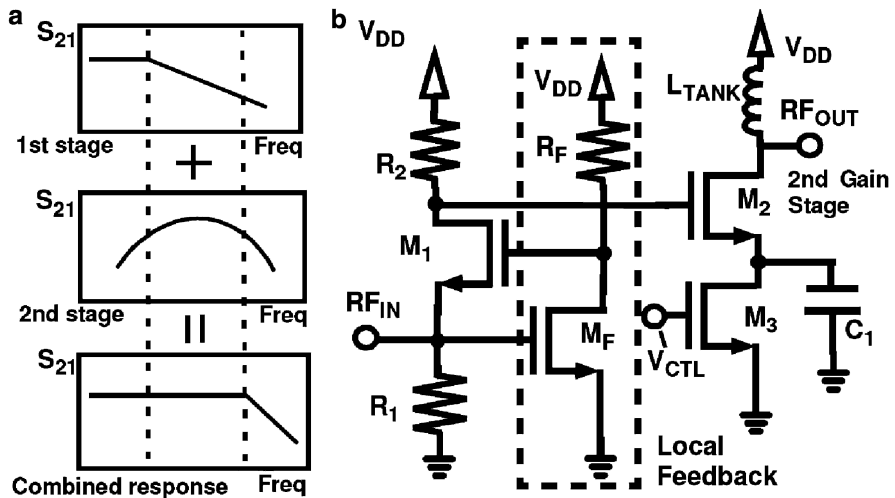 a
S21
1st stage
Freq
S21
2nd stage
Freq
S21
Combined response
Freq
b
VDD
R2
M1
RFIN
R1
VDD
RF
MF
Local
Feedback
VDD
LTANK
RFOUT
2nd Gain
Stage
M2
M3
VCTL
C1